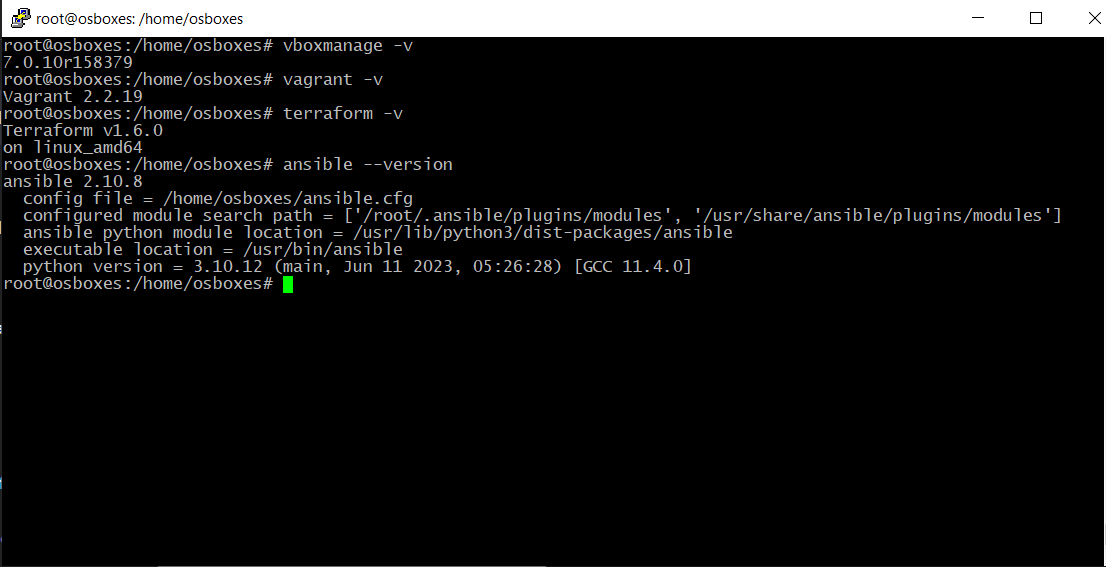 root@osboxes: /home/osboxes
root@osboxes:/home/osboxes# vboxmanage -v
7.0.10r158379
root@osboxes:/home/osboxes# vagrant -v
Vagrant 2.2.19
root@osboxes:/home/osboxes# terraform -v
Terraform v1.6.0
on linux_amd64
root@osboxes:/home/osboxes# ansible --version
ansible 2.10.8
  config file = /home/osboxes/ansible.cfg
  configured module search path = ['/root/.ansible/plugins/modules', '/usr/share/ansible/plugins/modules']
  ansible python module location = /usr/lib/python3/dist-packages/ansible
  executable location = /usr/bin/ansible
  python version = 3.10.12 (main, Jun 11 2023, 05:26:28) [GCC 11.4.0]
root@osboxes:/home/osboxes#